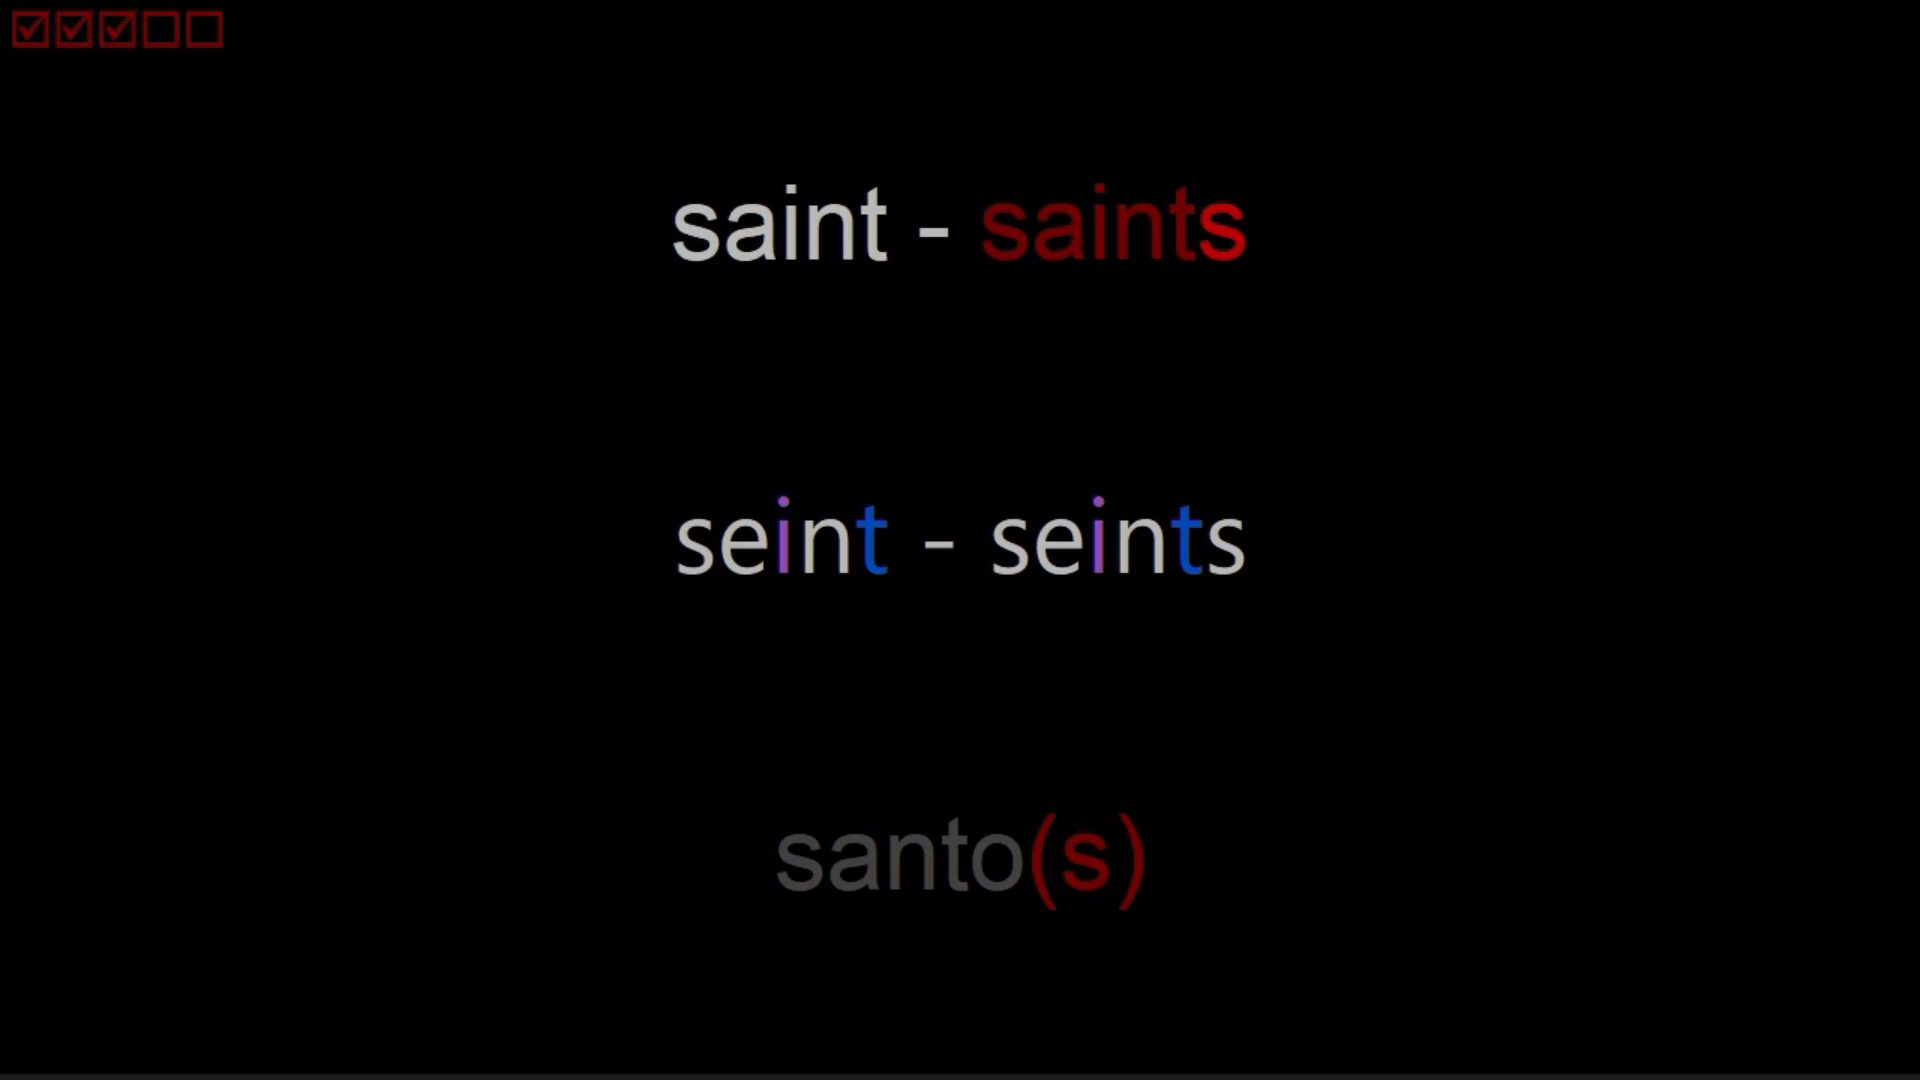 ☑☑☑☐☐
saint - saints
seint - seints
santo(s)